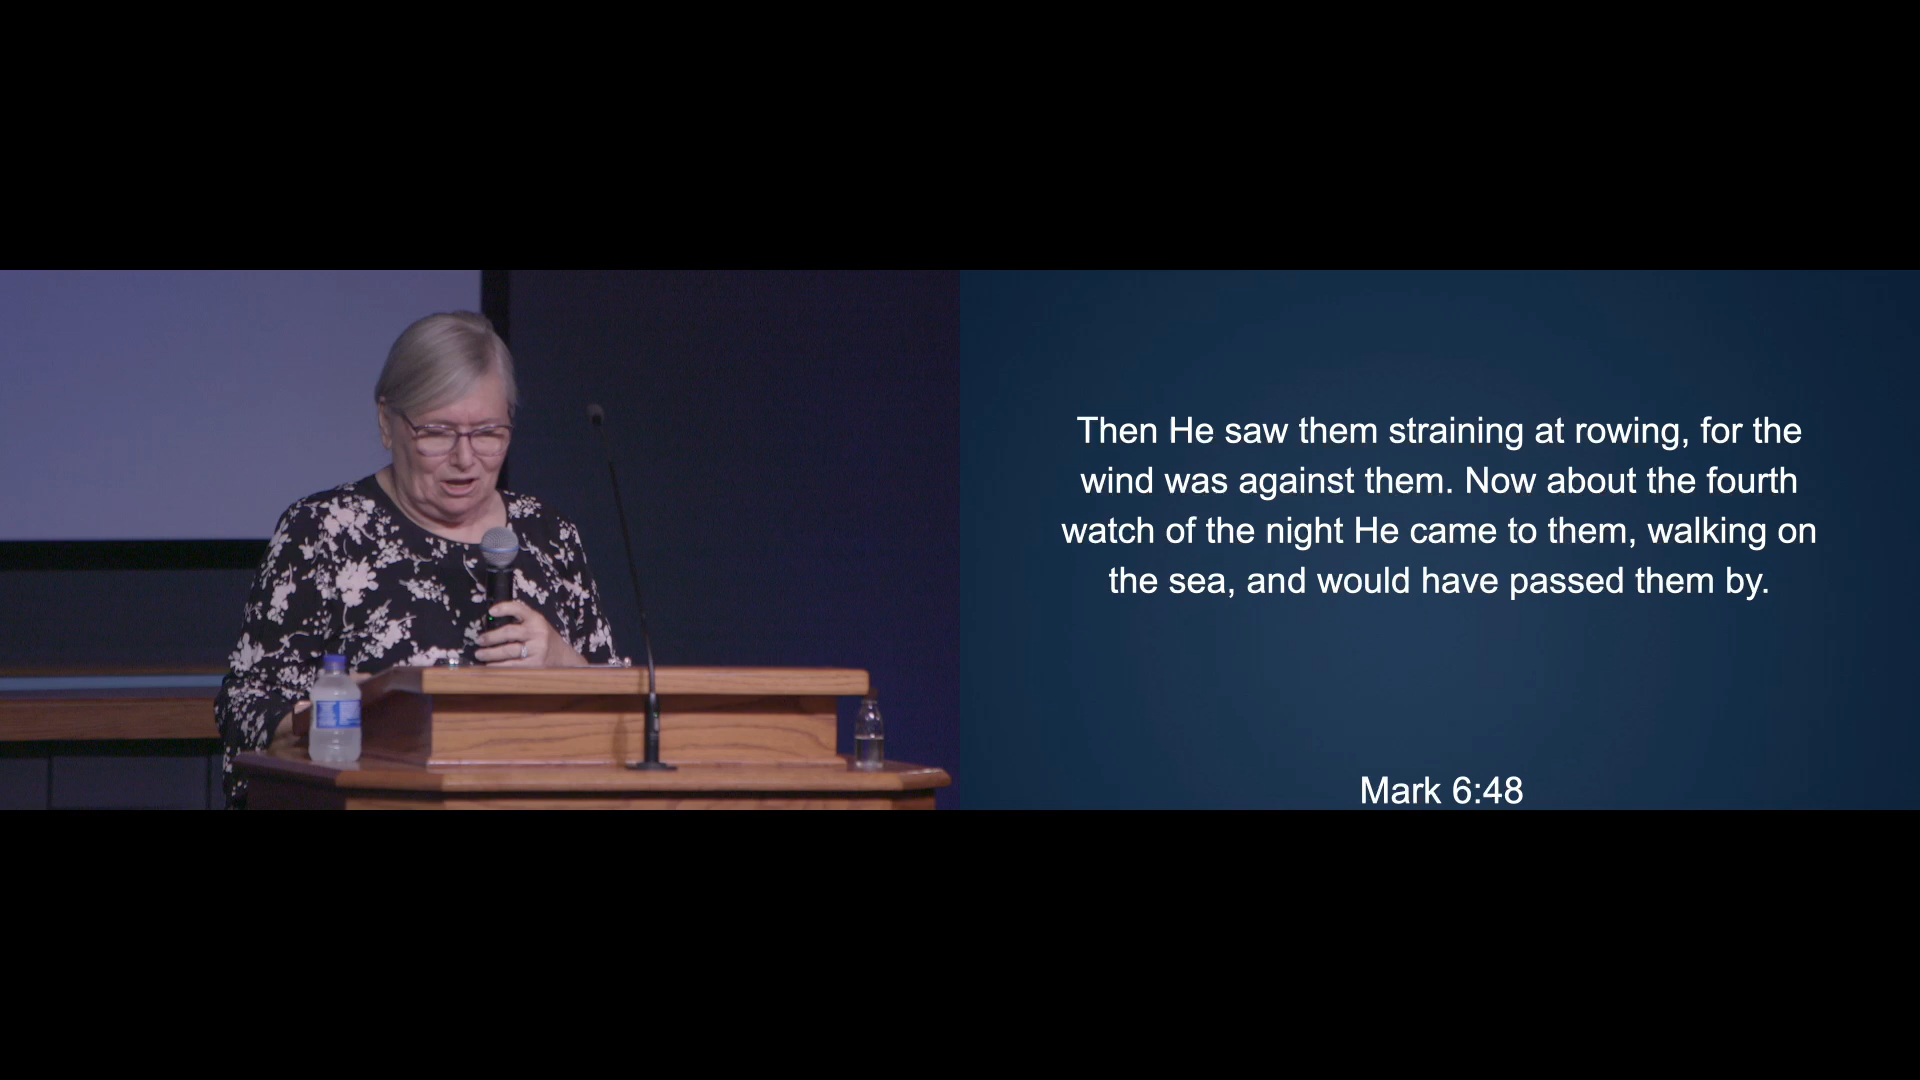 Then He saw them straining at rowing, for the
wind was against them. Now about the fourth
watch of the night He came to them, walking on
the sea, and would have passed them by.
Mark 6:48